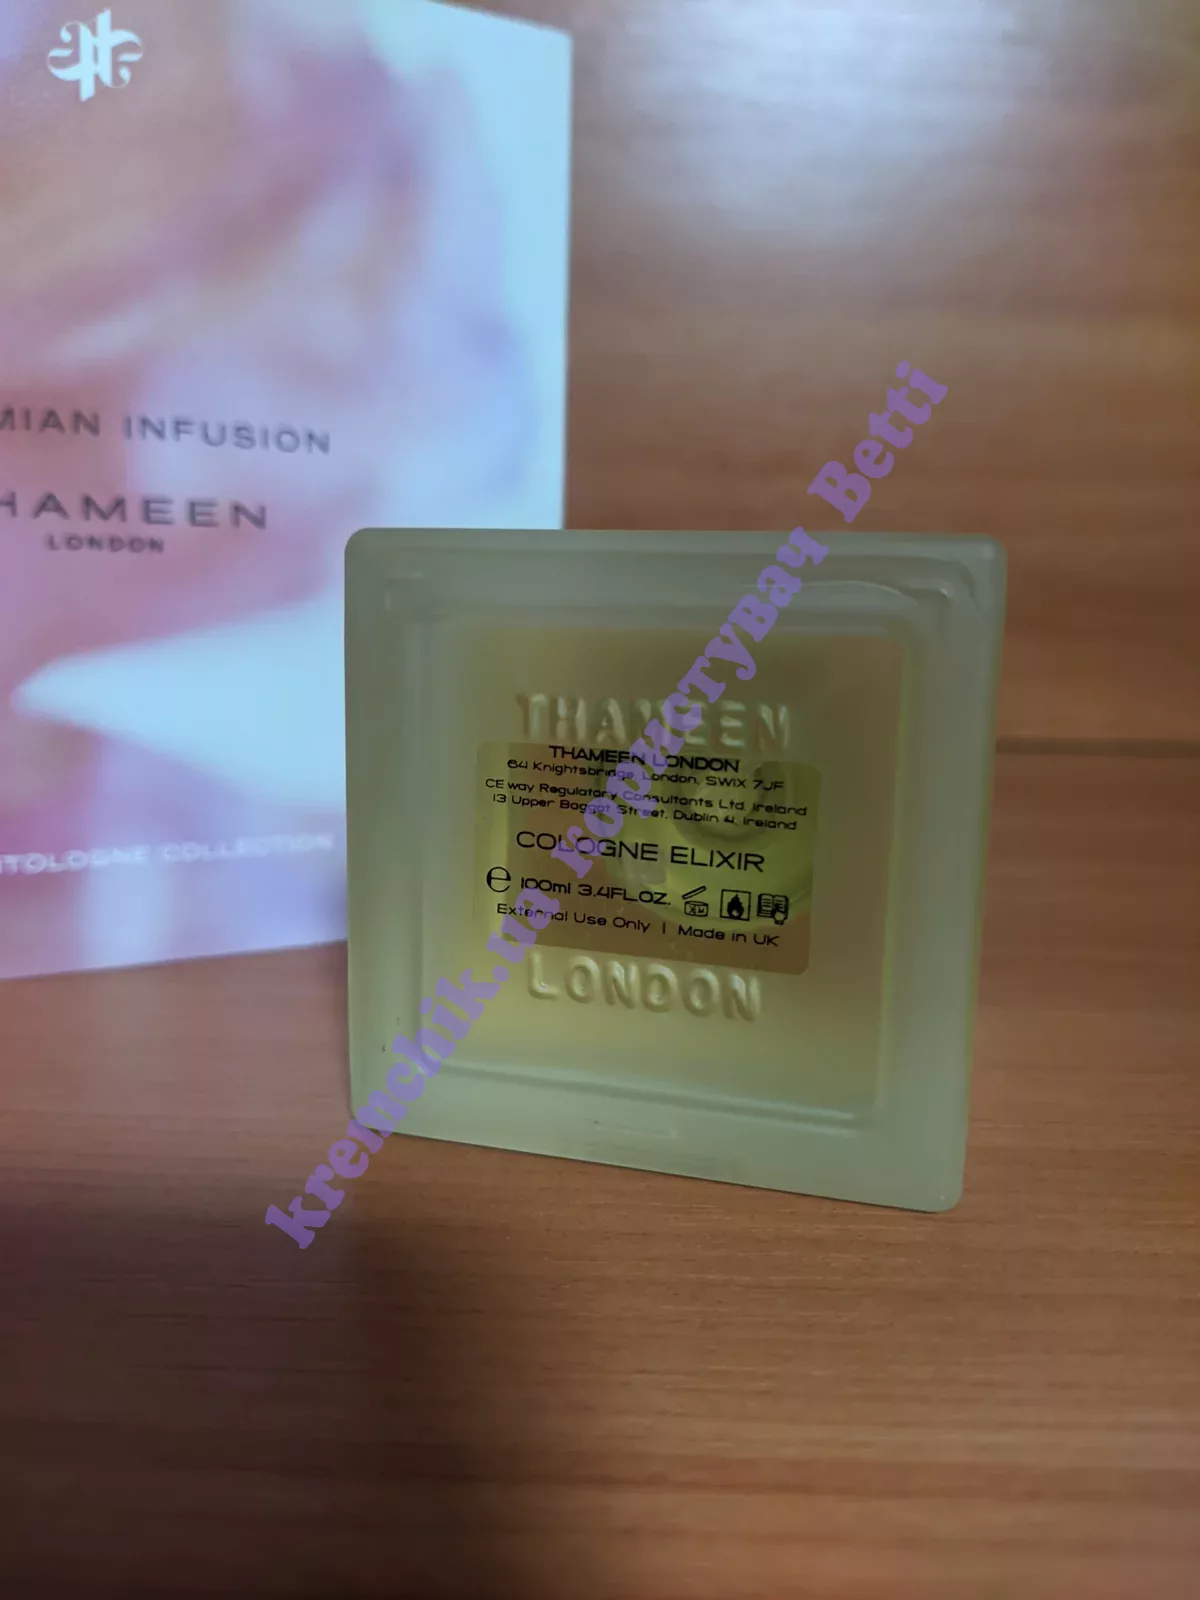 MIAN INFUSION
HAMEEN
LONDON
TOLOGNE COLLECTION
THAMEEN
THAMEEN LONDON
64 Knightsbridge, London, SW1X 7JF
CE way Regulatory Consultants Ltd, Ireland
13 Upper Baggot Street, Dublin 4, Ireland
COLOGNE ELIXIR
e 100ml 3.4FL.OZ.
External Use Only | Made in UK
LONDON
kremchik.ua користувач Betti